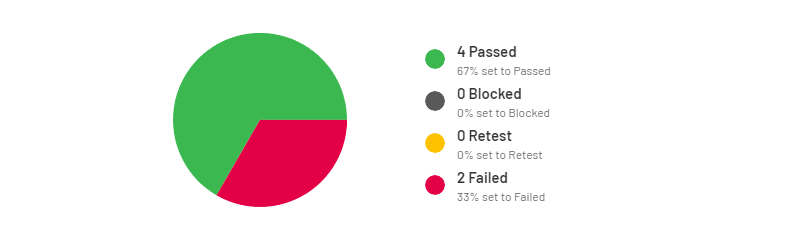 4 Passed
67% set to Passed
0 Blocked
0% set to Blocked
0 Retest
0% set to Retest
2 Failed
33% set to Failed